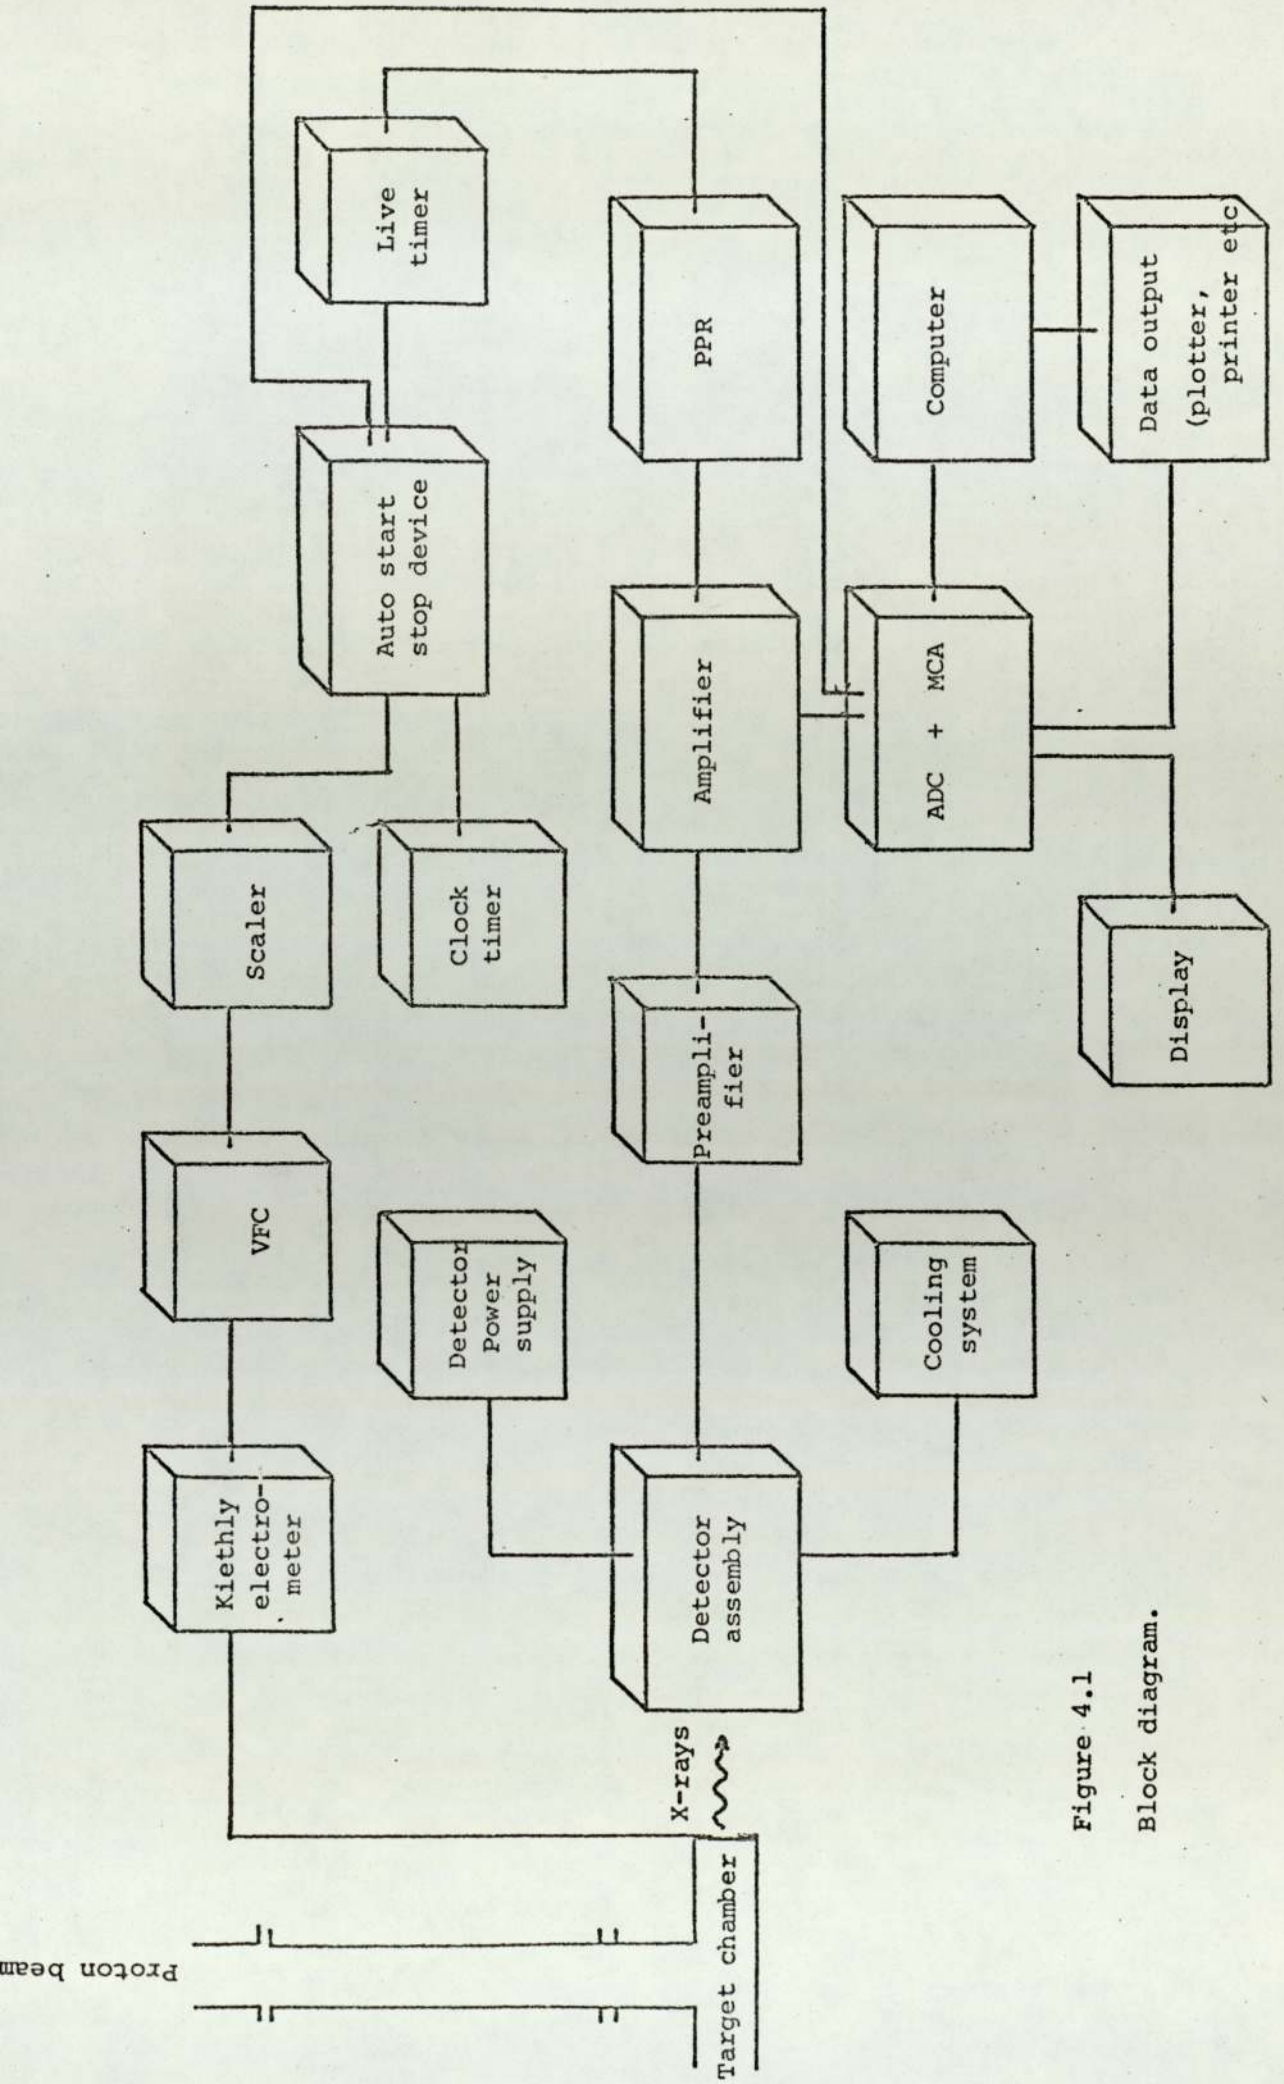 Proton beam
Target chamber
X-rays
Kiethly
electro-
meter
VFC
Scaler
Auto start
stop device
Live
timer
Clock
timer
Detector
Power
supply
Detector
assembly
Preampli-
fier
Amplifier
PPR
Cooling
system
ADC + MCA
Computer
Display
Data output
(plotter,
printer etc
Figure 4.1
Block diagram.